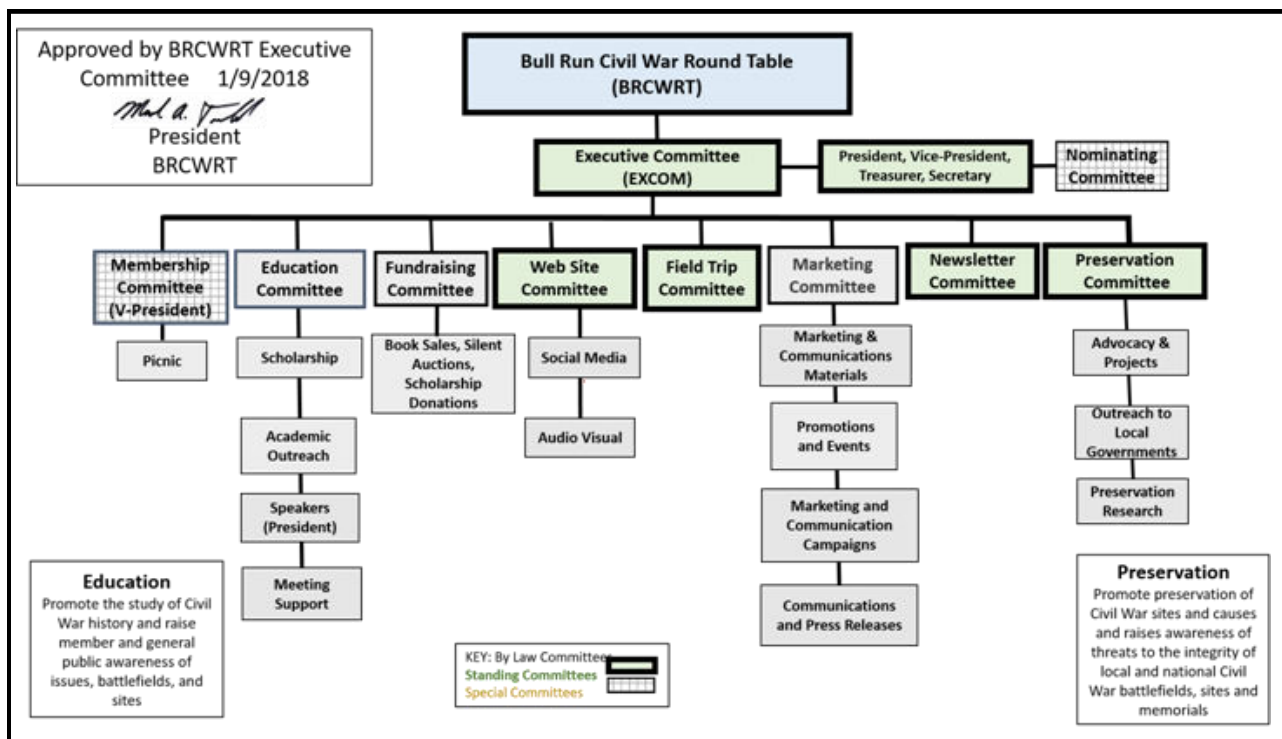 Approved by BRCWRT Executive
Committee 1/9/2018
President
BRCWRT
Bull Run Civil War Round Table
(BRCWRT)
Executive Committee
(EXCOM)
President, Vice-President,
Treasurer, Secretary
Nominating
Committee
Membership
Committee
(V-President)
Education
Committee
Fundraising
Committee
Web Site
Committee
Field Trip
Committee
Marketing
Committee
Newsletter
Committee
Preservation
Committee
Picnic
Scholarship
Academic
Outreach
Speakers
(President)
Meeting
Support
Book Sales, Silent
Auctions,
Scholarship
Donations
Social Media
Audio Visual
Marketing &
Communications
Materials
Promotions
and Events
Marketing and
Communication
Campaigns
Communications
and Press Releases
Advocacy &
Projects
Outreach to
Local
Governments
Preservation
Research
Education
Promote the study of Civil
War history and raise
member and general
public awareness of
issues, battlefields, and
sites
KEY: By Law Committees
Standing Committees
Special Committees
Preservation
Promote preservation of
Civil War sites and causes
and raises awareness of
threats to the integrity of
local and national Civil
War battlefields, sites and
memorials